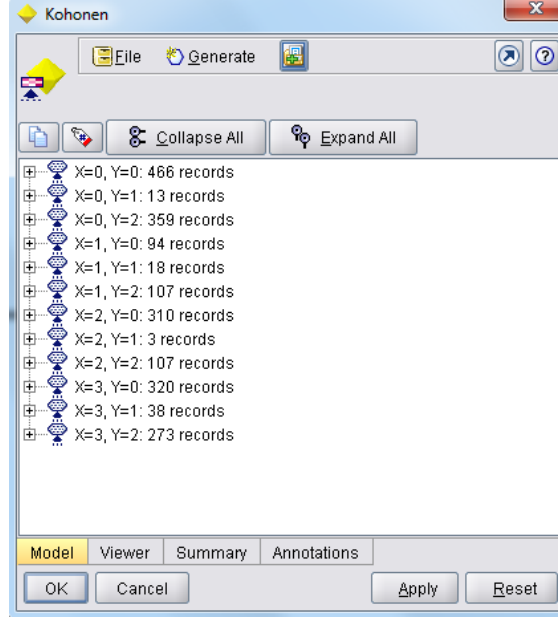 Kohonen
File Generate
Collapse All Expand All
X=0, Y=0: 466 records
X=0, Y=1: 13 records
X=0, Y=2: 359 records
X=1, Y=0: 94 records
X=1, Y=1: 18 records
X=1, Y=2: 107 records
X=2, Y=0: 310 records
X=2, Y=1: 3 records
X=2, Y=2: 107 records
X=3, Y=0: 320 records
X=3, Y=1: 38 records
X=3, Y=2: 273 records
Model Viewer Summary Annotations
OK Cancel Apply Reset